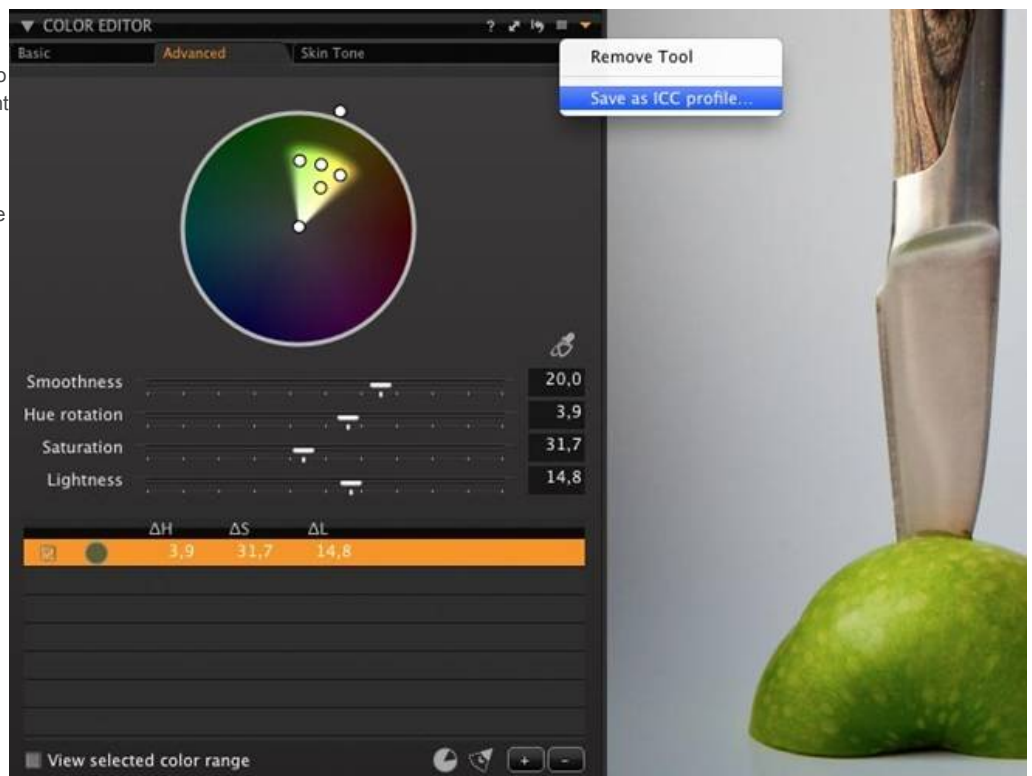 COLOR EDITOR ?
Basic Advanced Skin Tone
Remove Tool
Save as ICC profile...
Smoothness 20,0
Hue rotation 3,9
Saturation 31,7
Lightness 14,8
ΔH ΔS ΔL
3,9 31,7 14,8
View selected color range + -